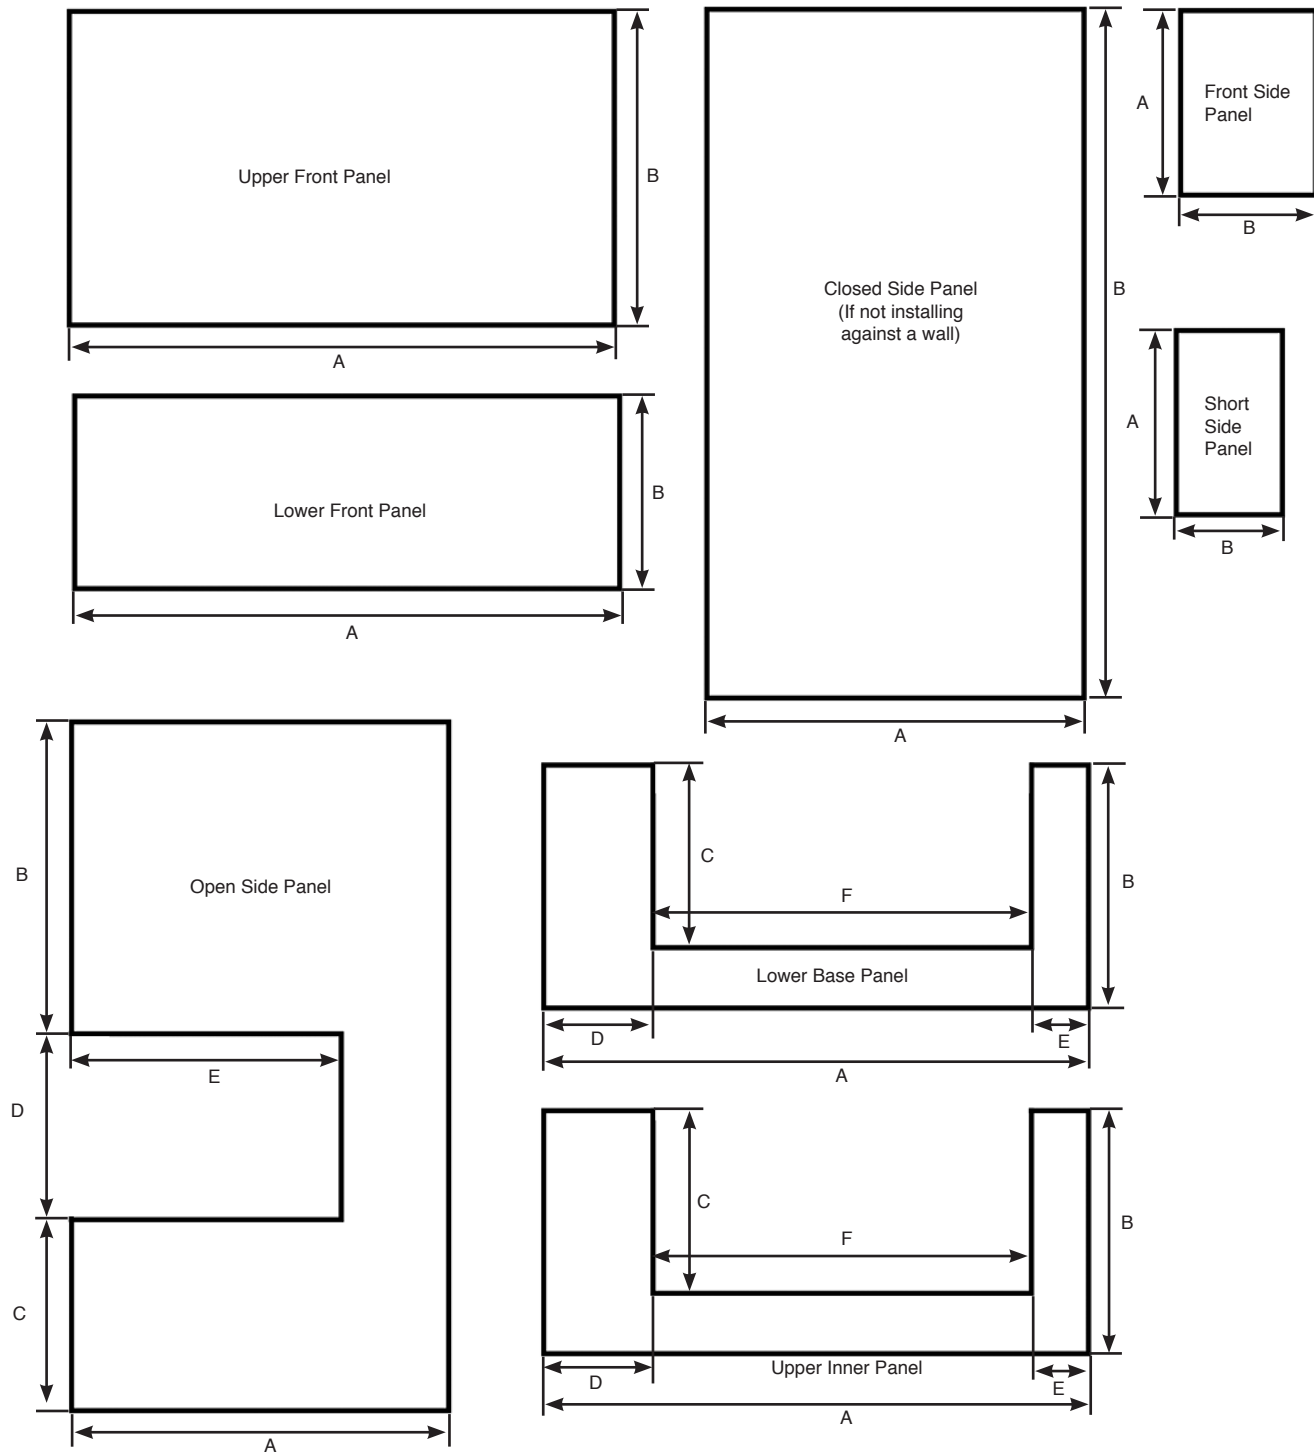 Upper Front Panel
B
A
Lower Front Panel
B
A
Closed Side Panel
(If not installing
against a wall)
B
A
A
Front Side
Panel
B
A
Short
Side
Panel
B
B
Open Side Panel
E
D
C
A
C
B
F
Lower Base Panel
D
E
A
C
B
F
Upper Inner Panel
D
E
A